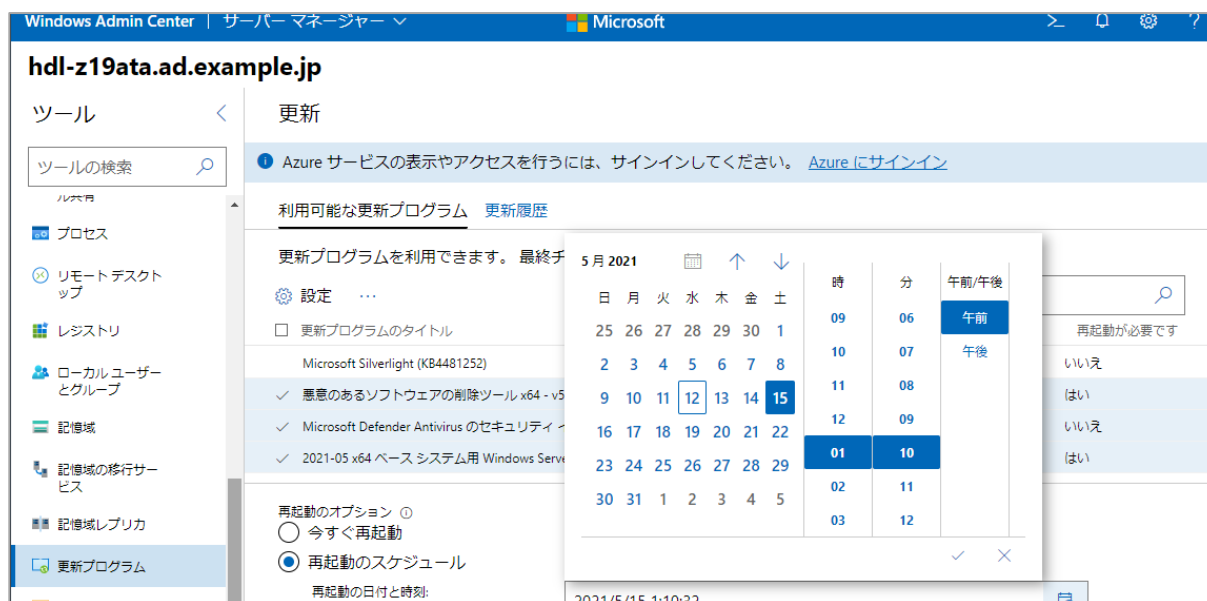 Windows Admin Center | サーバー マネージャー
Microsoft
hdl-z19ata.ad.example.jp
ツール
更新
ツールの検索
Azure サービスの表示やアクセスを行うには、サインインしてください。 Azure にサインイン
ル共有
プロセス
リモート デスクト
ップ
レジストリ
ローカル ユーザー
とグループ
記憶域
記憶域の移行サー
ビス
記憶域レプリカ
更新プログラム
利用可能な更新プログラム 更新履歴
更新プログラムを利用できます。 最終チ
設定 …
更新プログラムのタイトル 再起動が必要です
Microsoft Silverlight (KB4481252) いいえ
悪意のあるソフトウェアの削除ツール x64 - v5 はい
Microsoft Defender Antivirus のセキュリティ いいえ
2021-05 x64 ベース システム用 Windows Serve はい
5月 2021
日 月 火 水 木 金 土
25 26 27 28 29 30 1
2 3 4 5 6 7 8
9 10 11 12 13 14 15
16 17 18 19 20 21 22
23 24 25 26 27 28 29
30 31 1 2 3 4 5
時 分 午前/午後
09 06 午前
10 07 午後
11 08
12 09
01 10
02 11
03 12
再起動のオプション
今すぐ再起動
再起動のスケジュール
再起動の日付と時刻:
2021/5/15 1:10:32